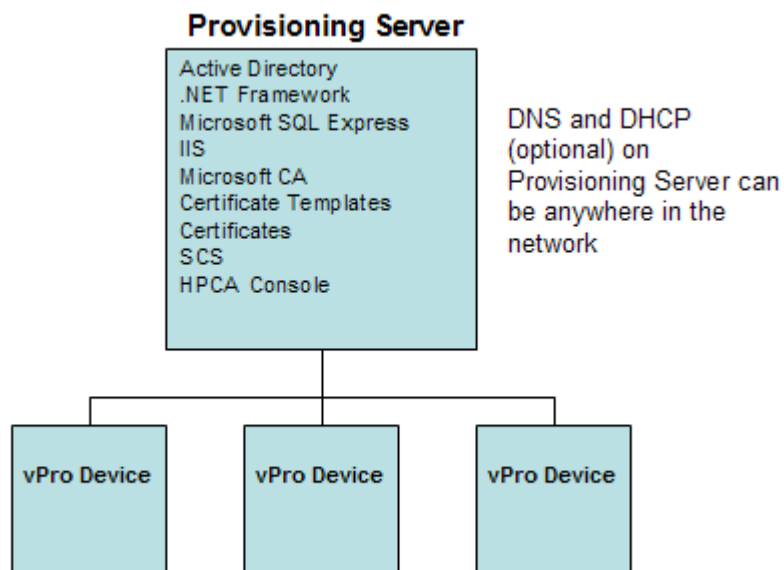 Provisioning Server
Active Directory
.NET Framework
Microsoft SQL Express
IIS
Microsoft CA
Certificate Templates
Certificates
SCS
HPCA Console
DNS and DHCP
(optional) on
Provisioning Server can
be anywhere in the
network
vPro Device
vPro Device
vPro Device